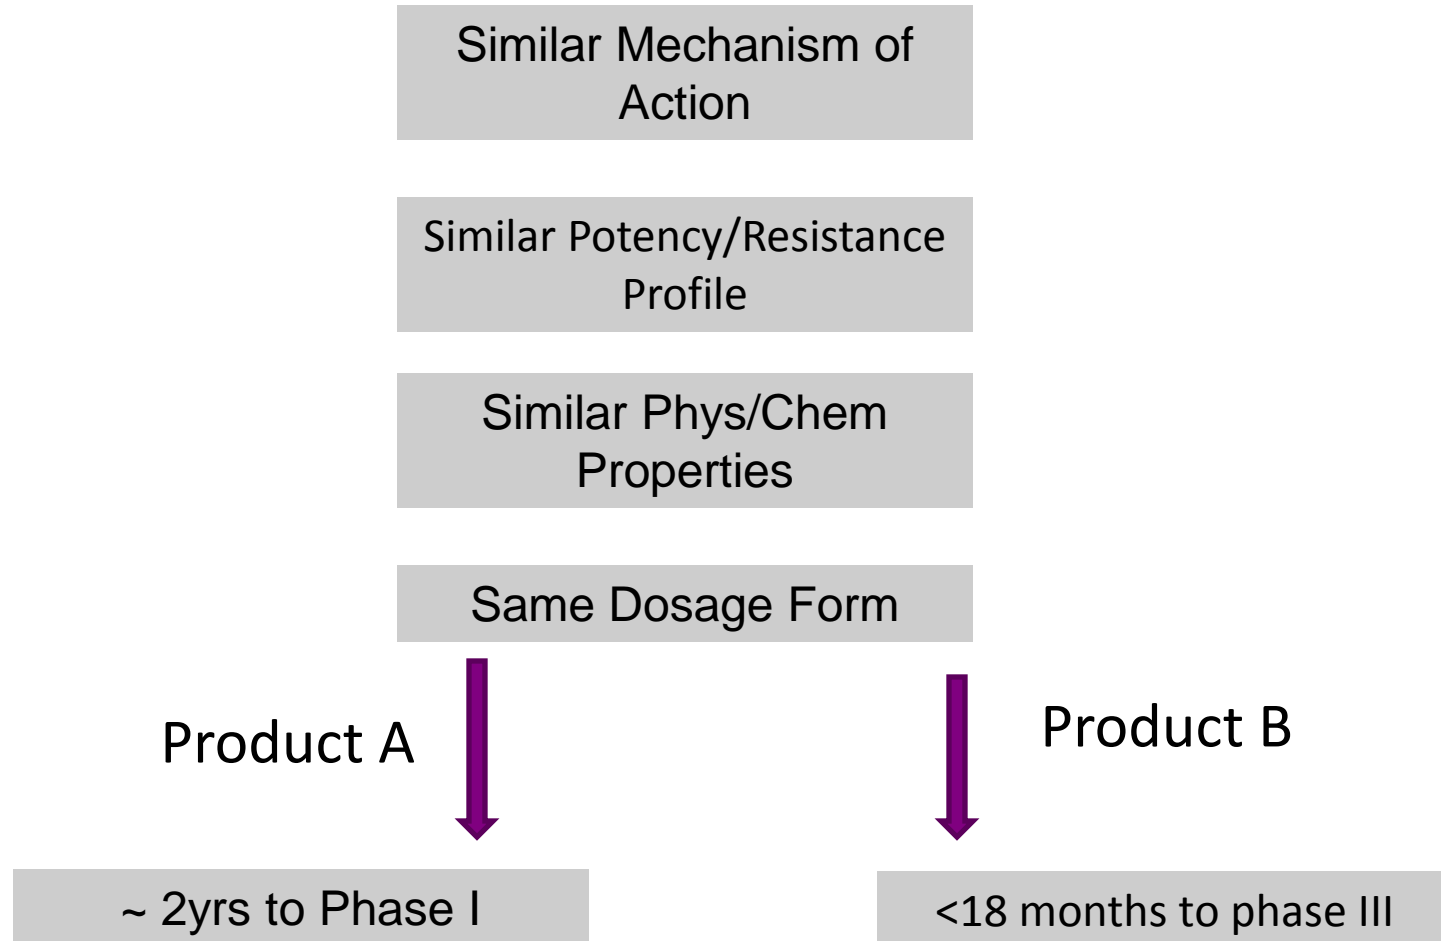 Similar Mechanism of
Action
Similar Potency/Resistance
Profile
Similar Phys/Chem
Properties
Same Dosage Form
Product A
Product B
~ 2yrs to Phase I
<18 months to phase III